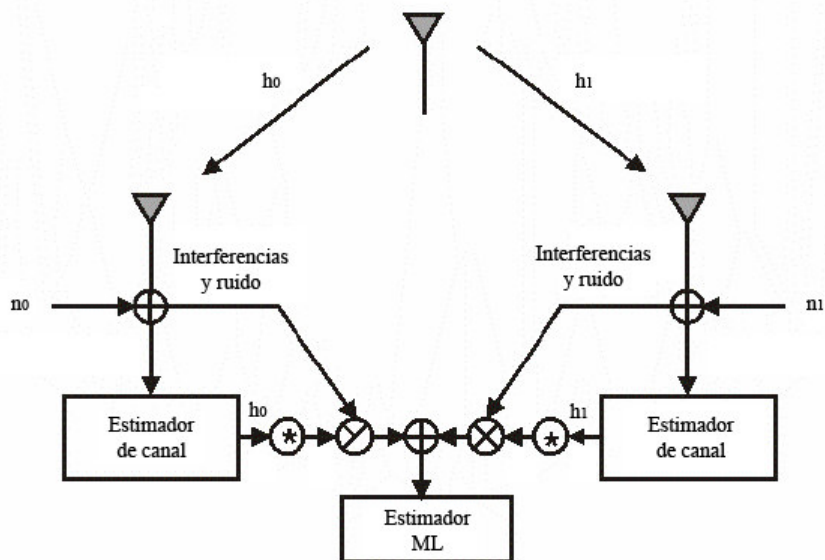 h0
h1
Interferencias
y ruido
Interferencias
y ruido
n0
n1
Estimador
de canal
h0
*
*
h1
Estimador
de canal
Estimador
ML